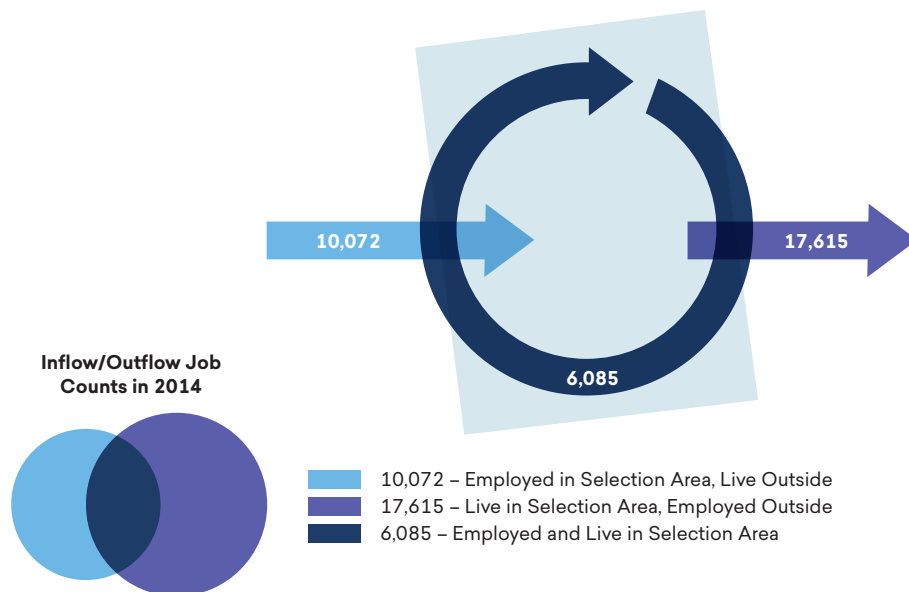 10,072
17,615
6,085
Inflow/Outflow Job
Counts in 2014
10,072 – Employed in Selection Area, Live Outside
17,615 – Live in Selection Area, Employed Outside
6,085 – Employed and Live in Selection Area